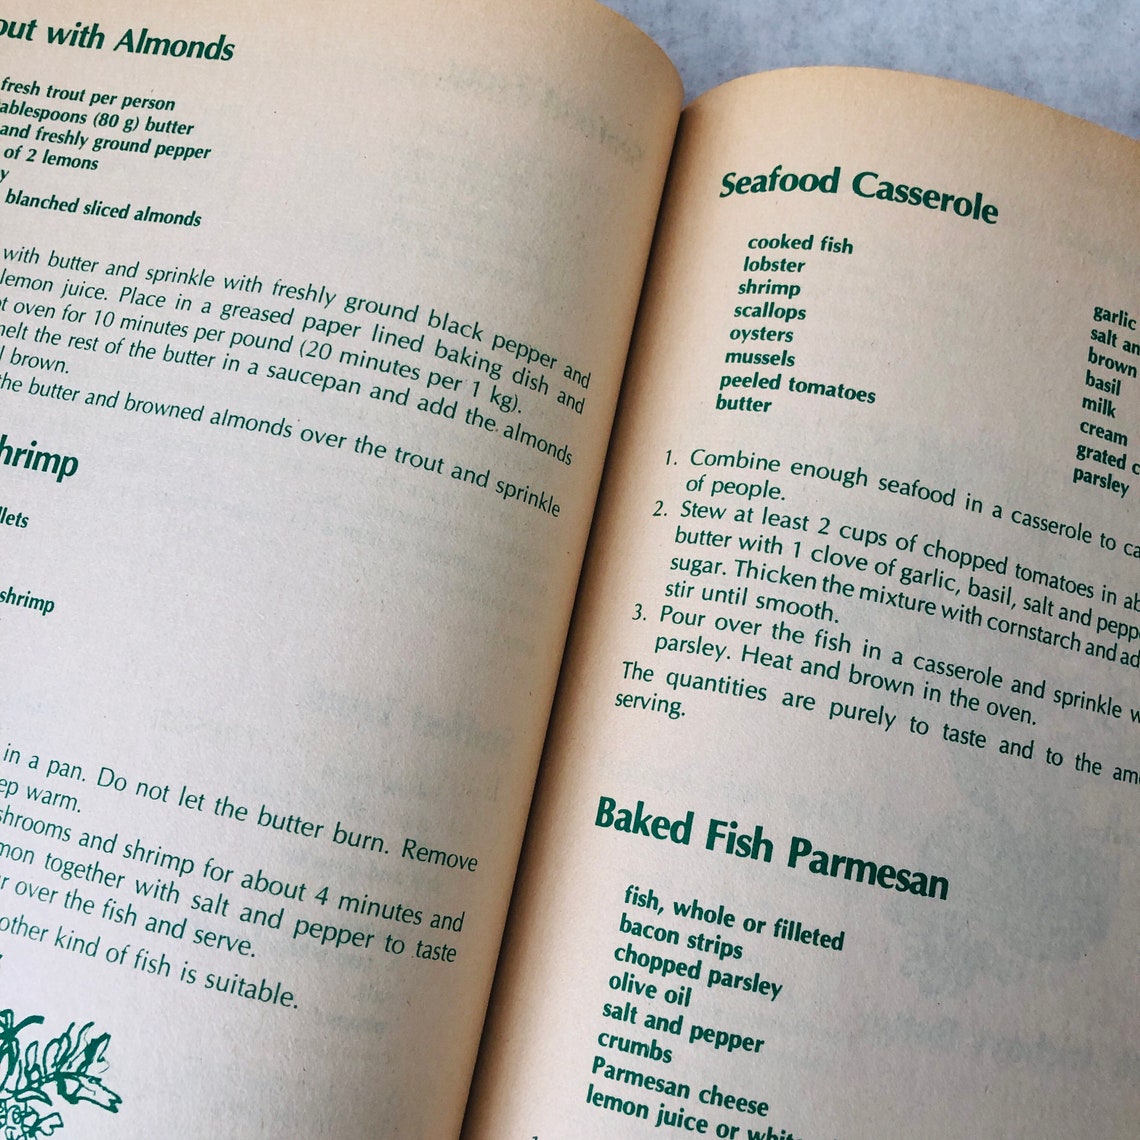 with Almonds
fresh trout per person
(80 g) butter
and freshly ground pepper
of 2 lemons
blanched sliced almonds
with butter and sprinkle with freshly ground black pepper and
lemon juice. Place in a greased paper lined baking dish and
oven for 10 minutes per pound (20 minutes per 1 kg).
the rest of the butter in a saucepan and add the almonds
brown.
the butter and browned almonds over the trout and sprinkle
shrimp
in a pan. Do not let the butter burn. Remove
warm.
and shrimp for about 4 minutes and
together with salt and pepper to taste
over the fish and serve.
other kind of fish is suitable.
Seafood Casserole
cooked fish
lobster
shrimp
scallops
oysters
mussels
peeled tomatoes
butter
garlic
salt
brown
basil
milk
cream
grated
parsley
1. Combine enough seafood in a casserole to
of people.
2. Stew at least 2 cups of chopped tomatoes in
butter with 1 clove of garlic, basil, salt and
sugar. Thicken the mixture with cornstarch and
stir until smooth.
3. Pour over the fish in a casserole and sprinkle
parsley. Heat and brown in the oven.
The quantities are purely to taste and to the
serving.
Baked Fish Parmesan
fish, whole or filleted
bacon strips
chopped parsley
olive oil
salt and pepper
crumbs
Parmesan cheese
lemon juice or